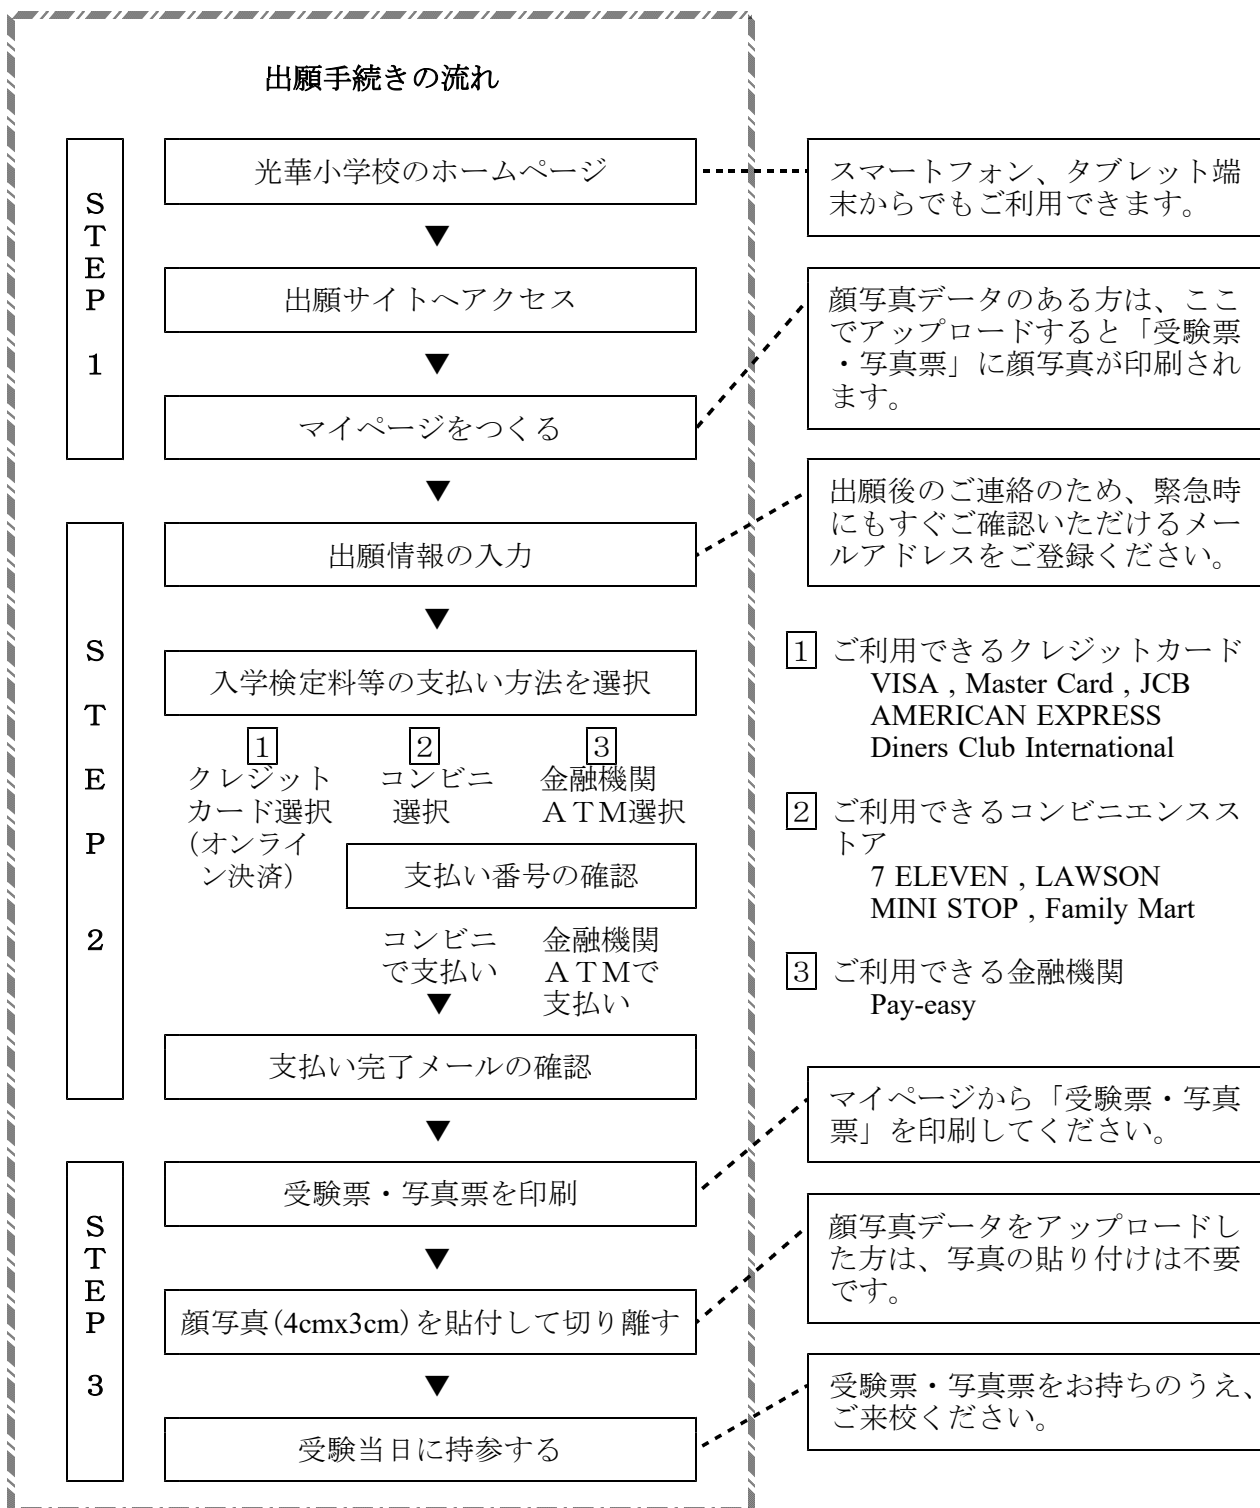 出願手続きの流れ
STEP 1
光華小学校のホームページ
▼
出願サイトへアクセス
▼
マイページをつくる
スマートフォン、タブレット端
末からでもご利用できます。
顔写真データのある方は、ここ
でアップロードすると「受験票
・写真票」に顔写真が印刷され
ます。
▼
STEP 2
出願情報の入力
出願後のご連絡のため、緊急時
にもすぐご確認いただけるメー
ルアドレスをご登録ください。
▼
入学検定料等の支払い方法を選択
1
クレジット
カード選択
(オンライ
ン決済)
2
コンビニ
選択
3
金融機関
ATM選択
支払い番号の確認
コンビニ
で支払い
▼
金融機関
ATMで
支払い
支払い完了メールの確認
1 ご利用できるクレジットカード
VISA , Master Card , JCB
AMERICAN EXPRESS
Diners Club International
2 ご利用できるコンビニエンスス
トア
7 ELEVEN , LAWSON
MINI STOP , Family Mart
3 ご利用できる金融機関
Pay-easy
▼
STEP 3
受験票・写真票を印刷
マイページから「受験票・写真
票」を印刷してください。
▼
顔写真(4cmx3cm)を貼付して切り離す
顔写真データをアップロードし
た方は、写真の貼り付けは不要
です。
▼
受験当日に持参する
受験票・写真票をお持ちのうえ、
ご来校ください。